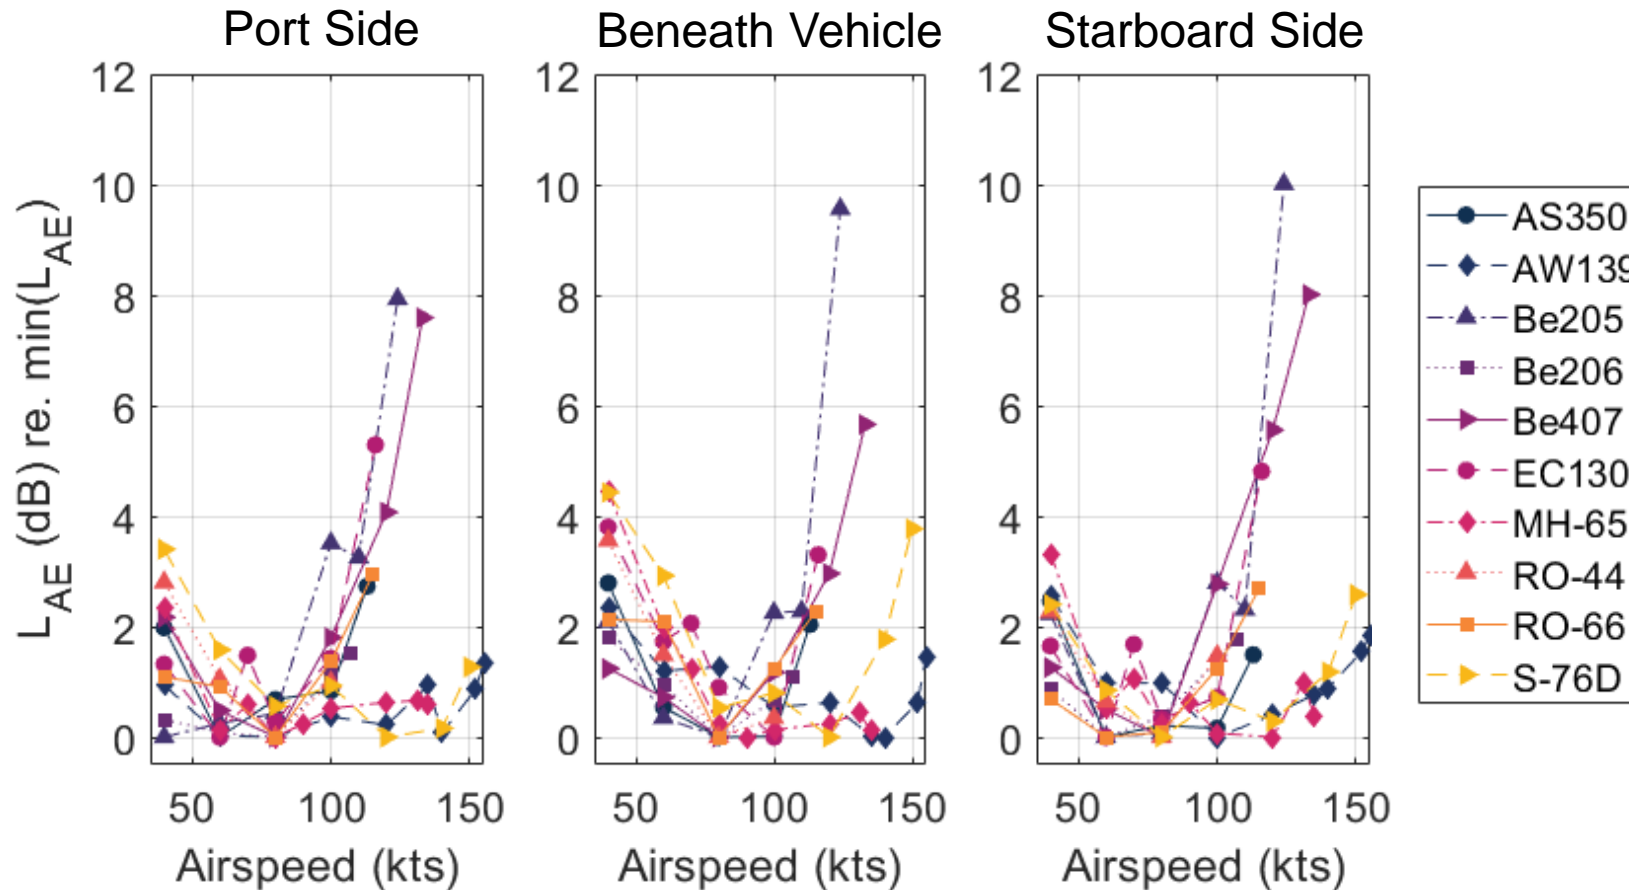 Port Side
Beneath Vehicle
Starboard Side
L_AE (dB) re. min(L_AE)
12
10
8
6
4
2
0
50 100 150
Airspeed (kts)
12
10
8
6
4
2
0
50 100 150
Airspeed (kts)
12
10
8
6
4
2
0
50 100 150
Airspeed (kts)
AS350
AW139
Be205
Be206
Be407
EC130
MH-65
RO-44
RO-66
S-76D